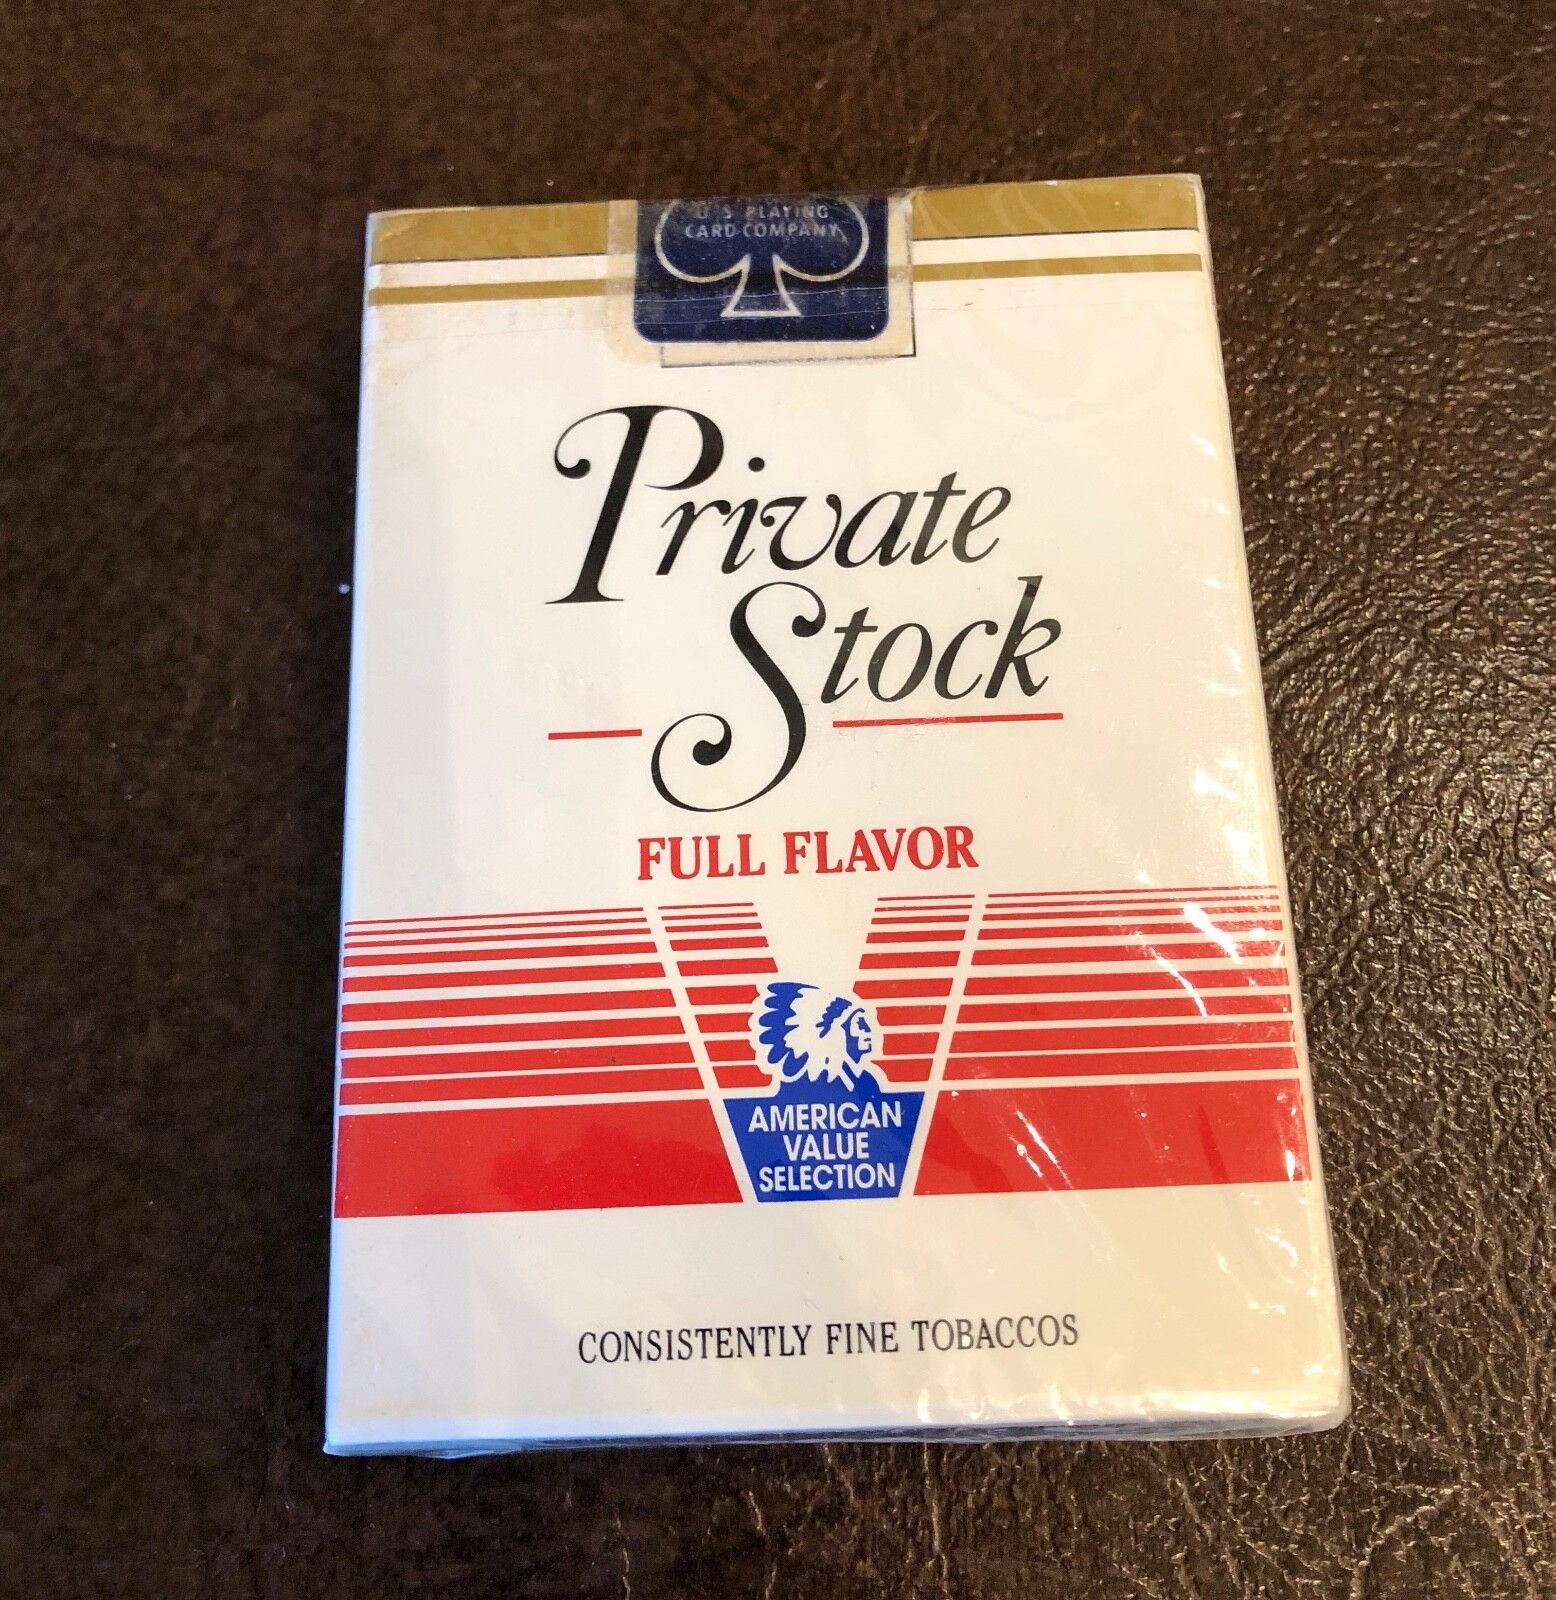 U S PLAYING
CARD COMPANY
Private
Stock
FULL FLAVOR
AMERICAN
VALUE
SELECTION
CONSISTENTLY FINE TOBACCOS